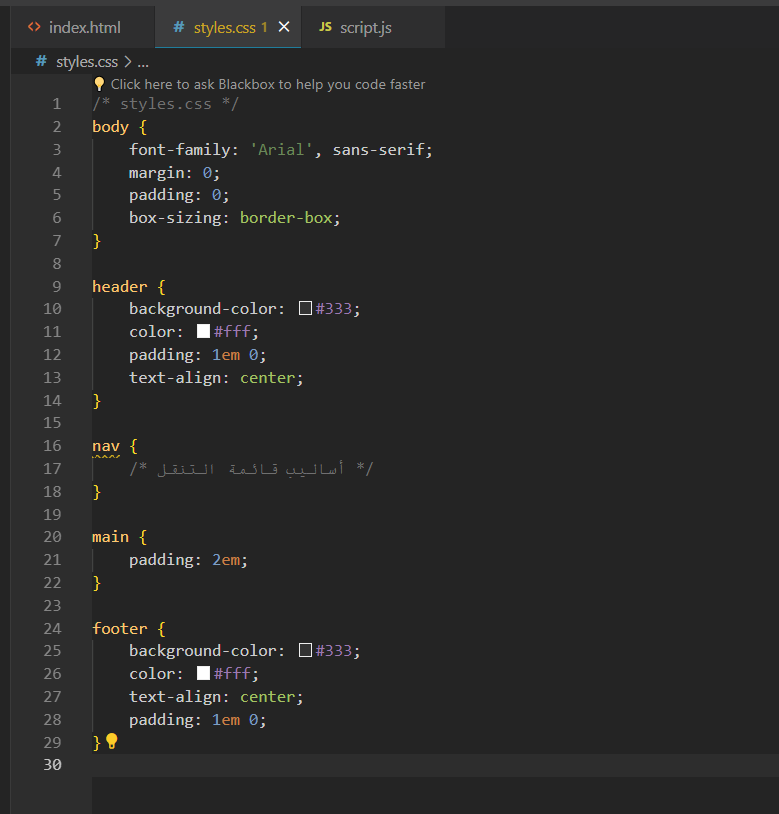 <> index.html # styles.css 1 × JS script.js
# styles.css > ...
Click here to ask Blackbox to help you code faster
1 /* styles.css */
2 body {
3 font-family: 'Arial', sans-serif;
4 margin: 0;
5 padding: 0;
6 box-sizing: border-box;
7 }
8
9 header {
10 background-color: #333;
11 color: #fff;
12 padding: 1em 0;
13 text-align: center;
14 }
15
16 nav {
17 /* أساليب قائمة التنقل */
18 }
19
20 main {
21 padding: 2em;
22 }
23
24 footer {
25 background-color: #333;
26 color: #fff;
27 text-align: center;
28 padding: 1em 0;
29 }
30